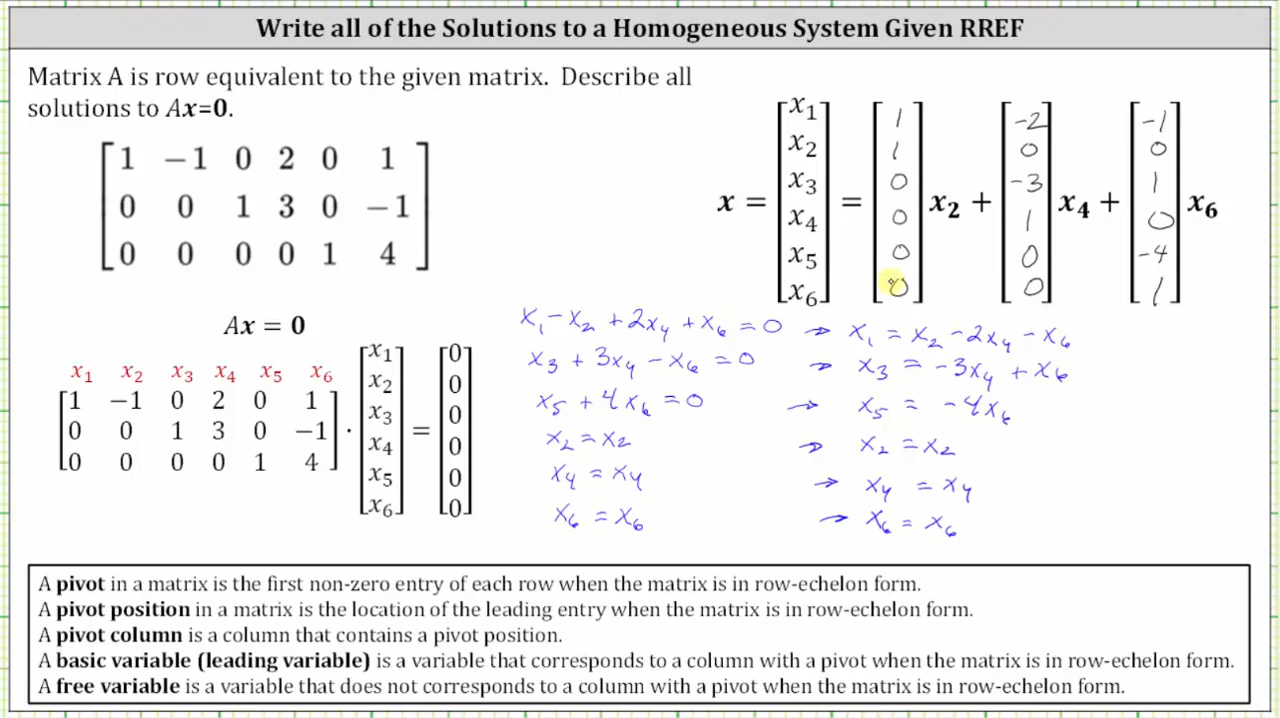 Write all of the Solutions to a Homogeneous System Given RREF
Matrix A is row equivalent to the given matrix. Describe all
solutions to Ax=0.
1 −1 0 2 0 1
0 0 1 3 0 −1
0 0 0 0 1 4
x = [x₁ x₂ x₃ x₄ x₅ x₆] = [1 1 0 0 0 0] x₂ + [-2 0 -3 1 0 0] x₄ + [-1 0 1 0 -4 1] x₆
Ax = 0
x₁ x₂ x₃ x₄ x₅ x₆
1 −1 0 2 0 1
0 0 1 3 0 −1
0 0 0 0 1 4
· [x₁ x₂ x₃ x₄ x₅ x₆] = [0 0 0 0 0 0]
x₁ - x₂ + 2x₄ + x₆ = 0 → x₁ = x₂ - 2x₄ - x₆
x₃ + 3x₄ - x₆ = 0 → x₃ = -3x₄ + x₆
x₅ + 4x₆ = 0 → x₅ = -4x₆
x₂ = x₂ → x₂ = x₂
x₄ = x₄ → x₄ = x₄
x₆ = x₆ → x₆ = x₆
A pivot in a matrix is the first non-zero entry of each row when the matrix is in row-echelon form.
A pivot position in a matrix is the location of the leading entry when the matrix is in row-echelon form.
A pivot column is a column that contains a pivot position.
A basic variable (leading variable) is a variable that corresponds to a column with a pivot when the matrix is in row-echelon form.
A free variable is a variable that does not corresponds to a column with a pivot when the matrix is in row-echelon form.